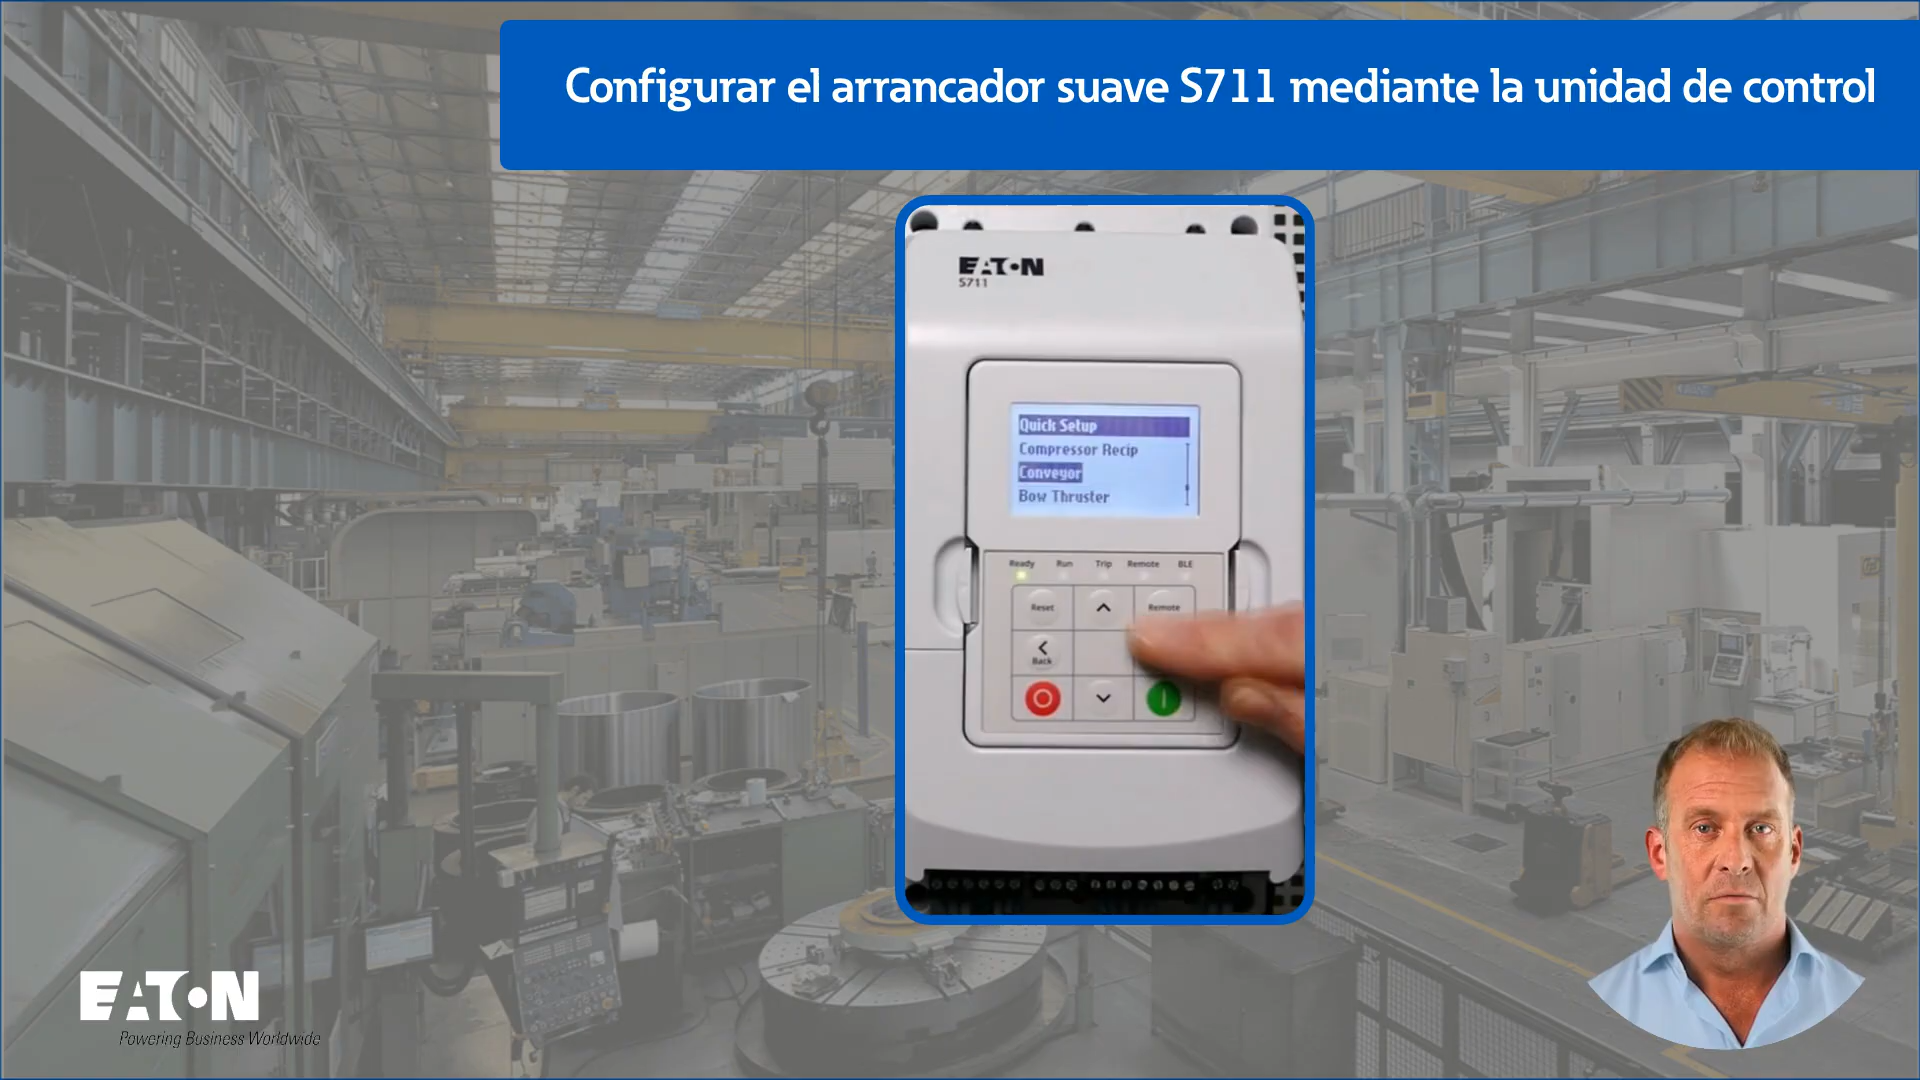 Configurar el arrancador suave S711 mediante la unidad de control
EATON
S711
Quick Setup
Compressor Recip
Conveyor
Bow Thruster
Ready Run Trip Remote BLE
Reset Remote
Back
EATON
Powering Business Worldwide